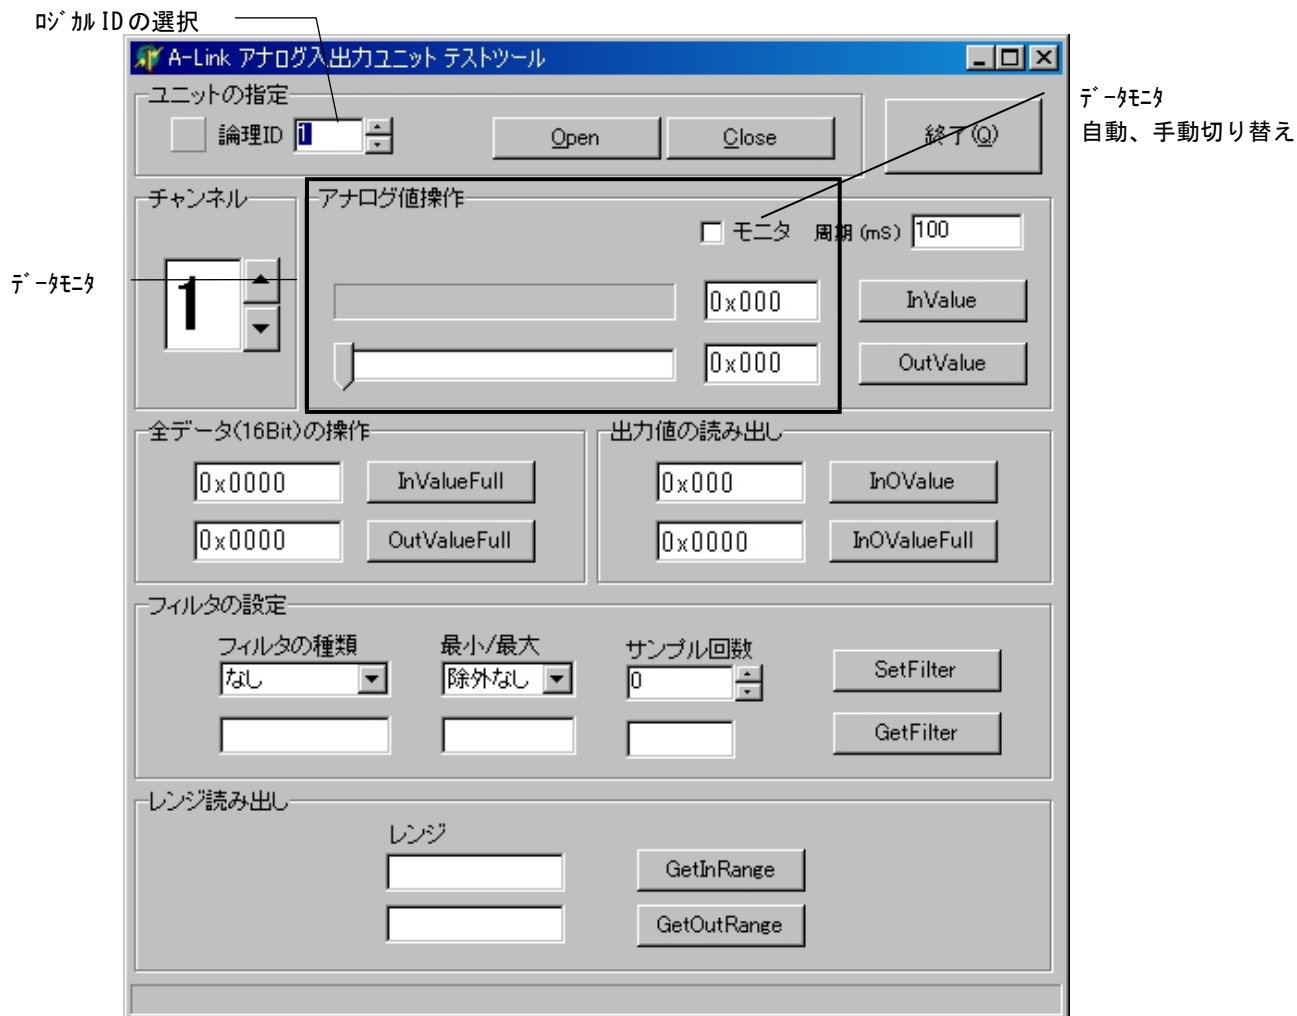 ﾛｼﾞｶﾙ IDの選択
A-Link アナログ入出力ユニット テストツール
ﾃﾞｰﾀﾓﾆﾀ
自動、手動切り替え
ユニットの指定
論理ID 1 Open Close 終了(Q)
チャンネル アナログ値操作
モニタ 周期(mS) 100
ﾃﾞｰﾀﾓﾆﾀ
1
0x000 InValue
0x000 OutValue
全データ(16Bit)の操作 出力値の読み出し
0x0000 InValueFull 0x000 InOValue
0x0000 OutValueFull 0x0000 InOValueFull
フィルタの設定
フィルタの種類 最小/最大 サンプル回数
なし 除外なし 0 SetFilter
GetFilter
レンジ読み出し
レンジ
GetInRange
GetOutRange